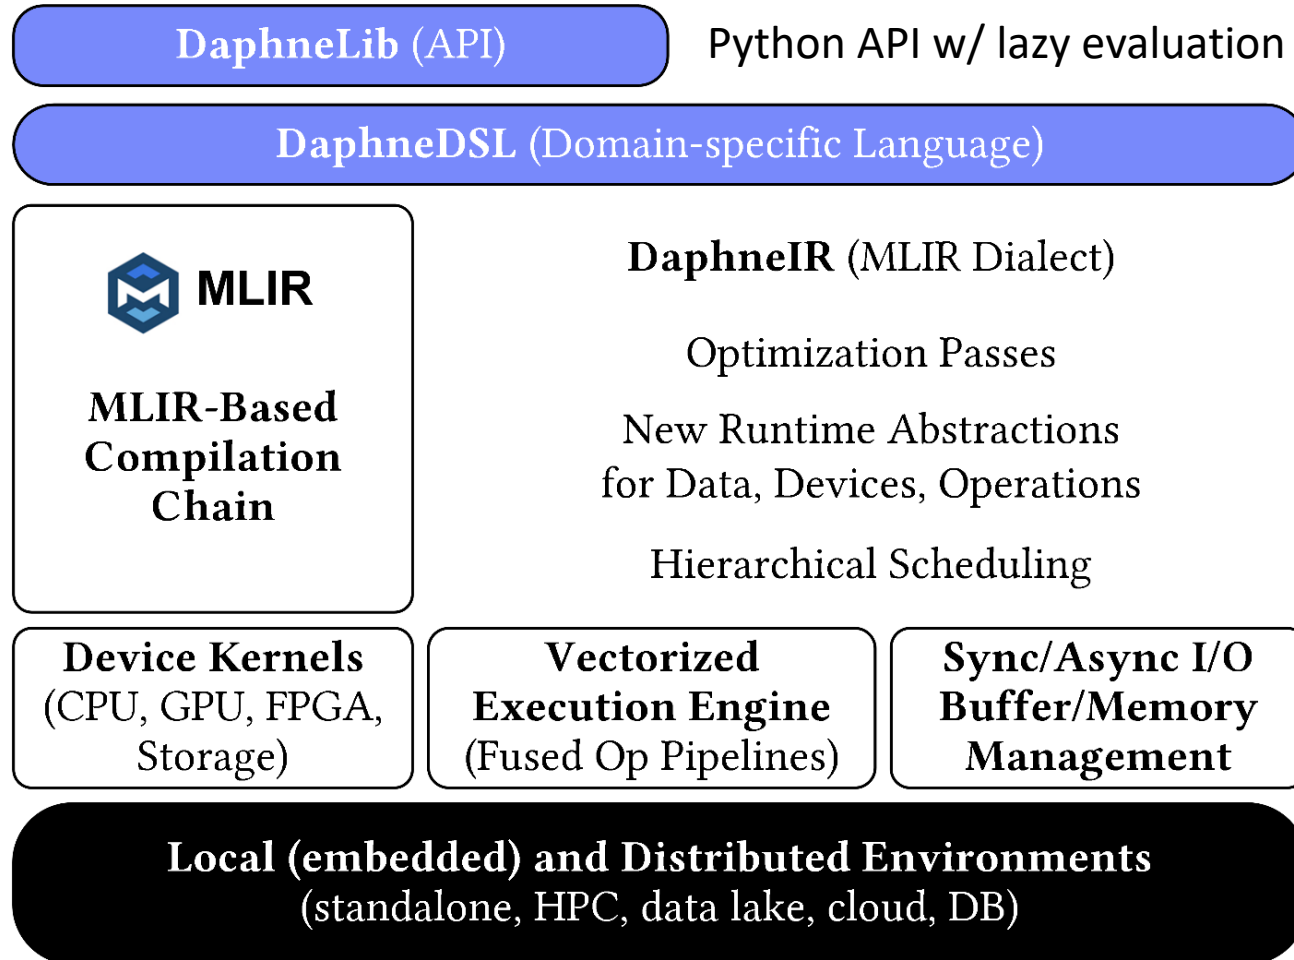 DaphneLib (API)
Python API w/ lazy evaluation
DaphneDSL (Domain-specific Language)
MLIR
MLIR-Based
Compilation
Chain
DaphneIR (MLIR Dialect)
Optimization Passes
New Runtime Abstractions
for Data, Devices, Operations
Hierarchical Scheduling
Device Kernels
(CPU, GPU, FPGA,
Storage)
Vectorized
Execution Engine
(Fused Op Pipelines)
Sync/Async I/O
Buffer/Memory
Management
Local (embedded) and Distributed Environments
(standalone, HPC, data lake, cloud, DB)